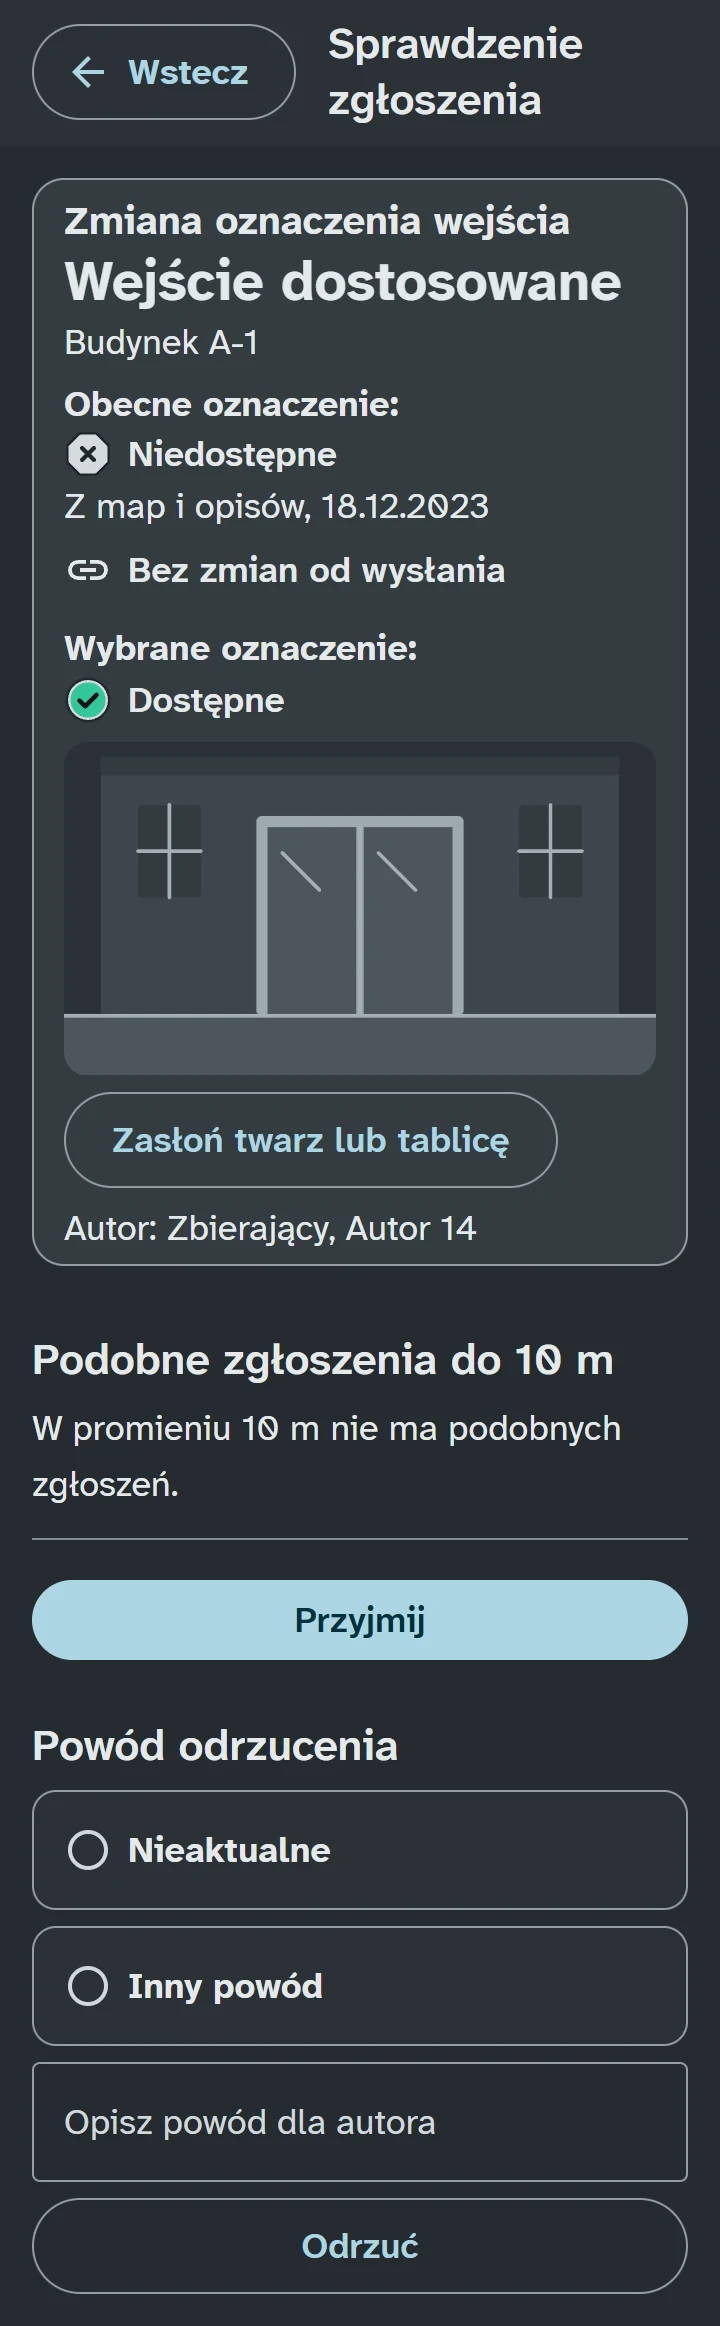 Wstecz
Sprawdzenie
zgłoszenia
Zmiana oznaczenia wejścia
Wejście dostosowane
Budynek A-1
Obecne oznaczenie:
Niedostępne
Z map i opisów, 18.12.2023
Bez zmian od wysłania
Wybrane oznaczenie:
Dostępne
Zasłoń twarz lub tablicę
Autor: Zbierający, Autor 14
Podobne zgłoszenia do 10 m
W promieniu 10 m nie ma podobnych
zgłoszeń.
Przyjmij
Powód odrzucenia
Nieaktualne
Inny powód
Opisz powód dla autora
Odrzuć